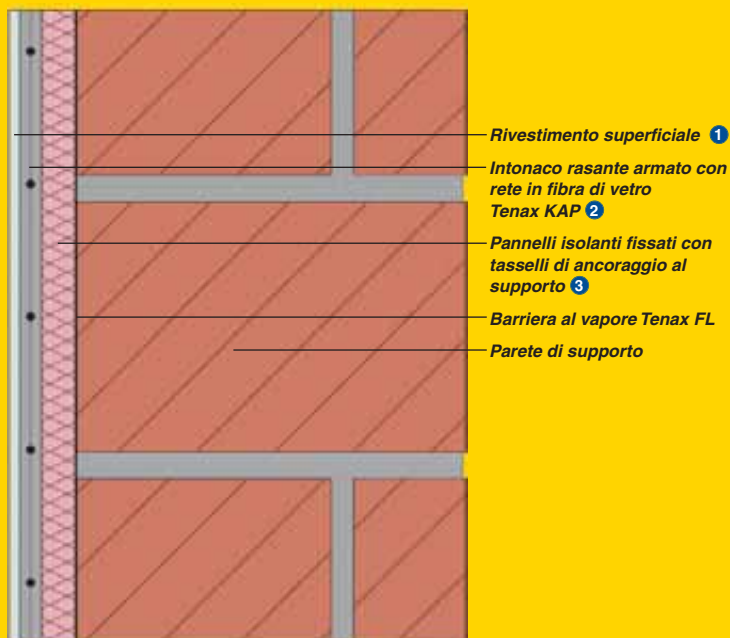 Rivestimento superficiale 1
Intonaco rasante armato con
rete in fibra di vetro
Tenax KAP 2
Pannelli isolanti fissati con
tasselli di ancoraggio al
supporto 3
Barriera al vapore Tenax FL
Parete di supporto